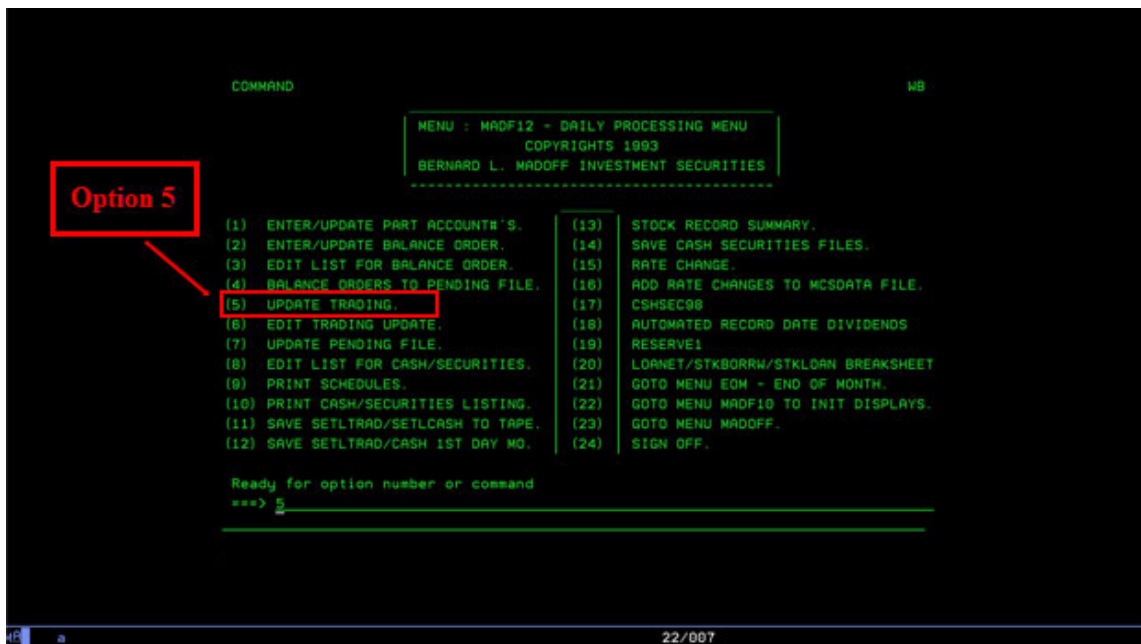 COMMAND WB
MENU : MADF12 - DAILY PROCESSING MENU
COPYRIGHTS 1993
BERNARD L. MADOFF INVESTMENT SECURITIES
Option 5
(1) ENTER/UPDATE PART ACCOUNT#'S.
(2) ENTER/UPDATE BALANCE ORDER.
(3) EDIT LIST FOR BALANCE ORDER.
(4) BALANCE ORDERS TO PENDING FILE.
(5) UPDATE TRADING.
(6) EDIT TRADING UPDATE.
(7) UPDATE PENDING FILE.
(8) EDIT LIST FOR CASH/SECURITIES.
(9) PRINT SCHEDULES.
(10) PRINT CASH/SECURITIES LISTING.
(11) SAVE SETLTRAD/SETLCASH TO TAPE.
(12) SAVE SETLTRAD/CASH 1ST DAY MO.
(13) STOCK RECORD SUMMARY.
(14) SAVE CASH SECURITIES FILES.
(15) RATE CHANGE.
(16) ADD RATE CHANGES TO MCSDATA FILE.
(17) CSHSEC98
(18) AUTOMATED RECORD DATE DIVIDENDS
(19) RESERVE1
(20) LOANET/STKBORRW/STKLOAN BREAKSHEET
(21) GOTO MENU EOM - END OF MONTH.
(22) GOTO MENU MADF10 TO INIT DISPLAYS.
(23) GOTO MENU MADOFF.
(24) SIGN OFF.
Ready for option number or command
===> 5
a 22/007